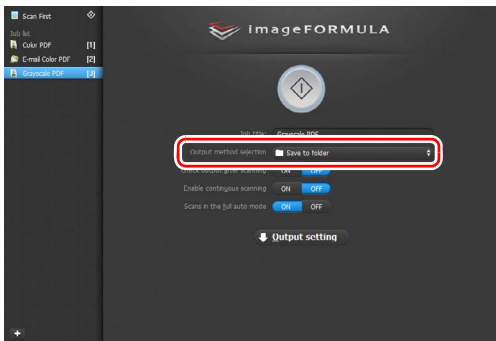 Scan First
Job list
Color PDF [1]
E-mail Color PDF [2]
Grayscale PDF [3]
imageFORMULA
Job title: Grayscale PDF
Output method selection Save to folder
Check output after scanning ON OFF
Enable continuous scanning ON OFF
Scans in the full auto mode ON OFF
Output setting